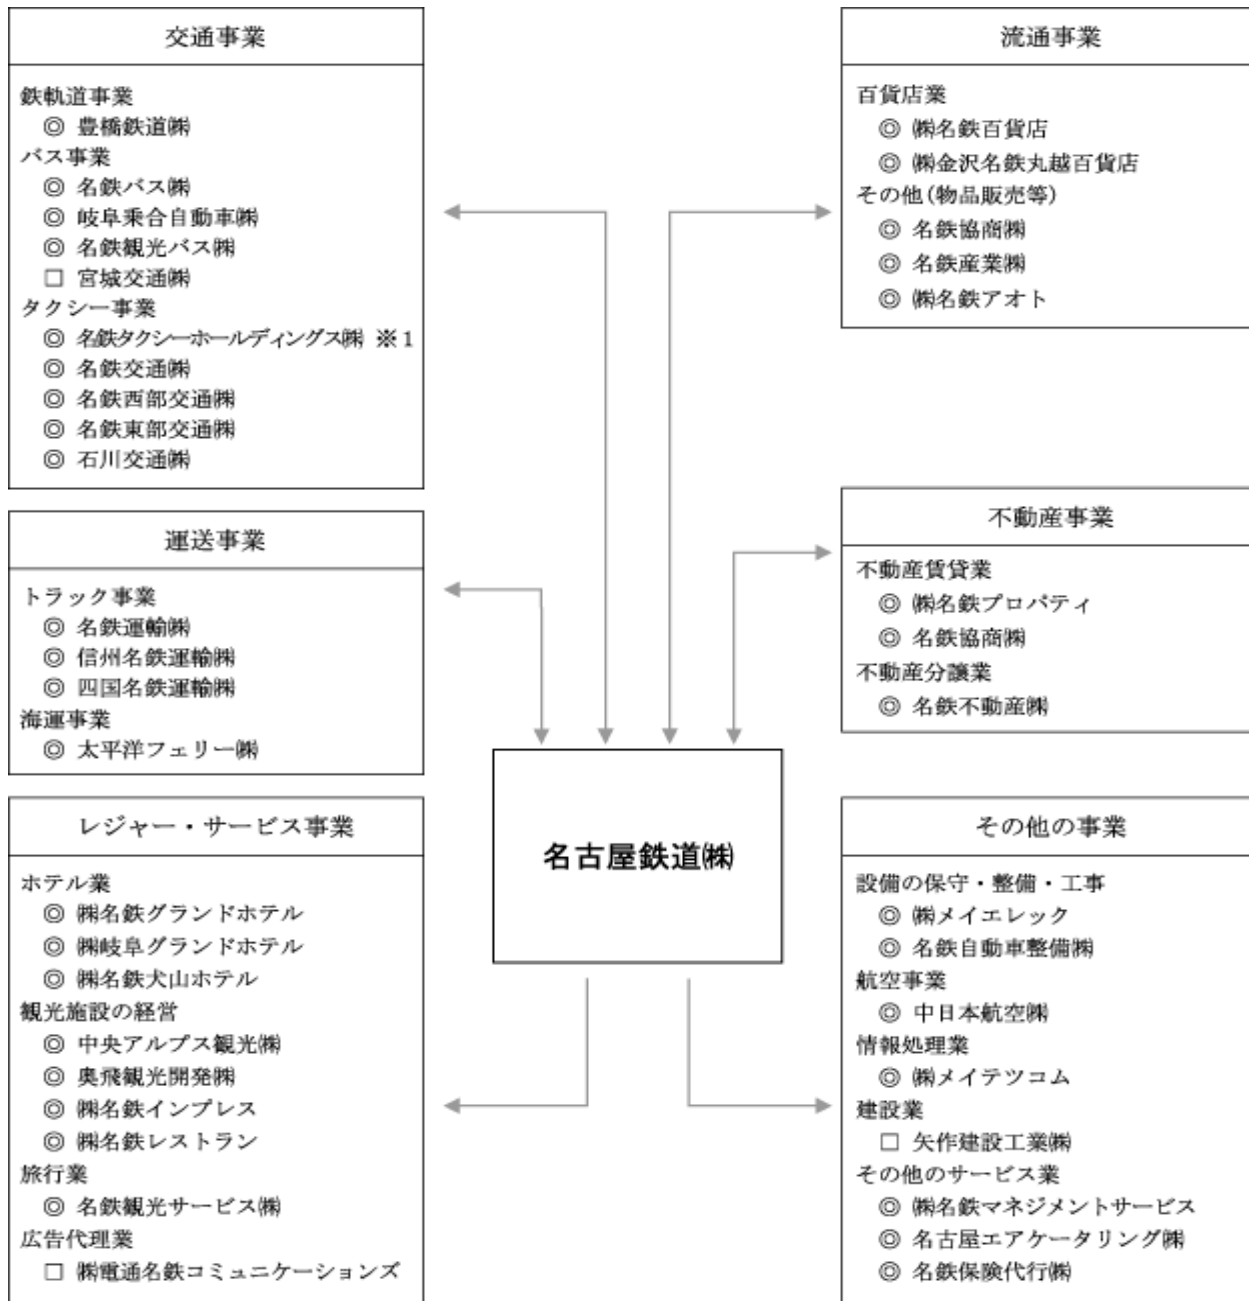 交通事業
鉄軌道事業
◎ 豊橋鉄道㈱
バス事業
◎ 名鉄バス㈱
◎ 岐阜乗合自動車㈱
◎ 名鉄観光バス㈱
□ 宮城交通㈱
タクシー事業
◎ 名鉄タクシーホールディングス㈱ ※1
◎ 名鉄交通㈱
◎ 名鉄西部交通㈱
◎ 名鉄東部交通㈱
◎ 石川交通㈱
運送事業
トラック事業
◎ 名鉄運輸㈱
◎ 信州名鉄運輸㈱
◎ 四国名鉄運輸㈱
海運事業
◎ 太平洋フェリー㈱
レジャー・サービス事業
ホテル業
◎ ㈱名鉄グランドホテル
◎ ㈱岐阜グランドホテル
◎ ㈱名鉄犬山ホテル
観光施設の経営
◎ 中央アルプス観光㈱
◎ 奥飛観光開発㈱
◎ ㈱名鉄インプレス
◎ ㈱名鉄レストラン
旅行業
◎ 名鉄観光サービス㈱
広告代理業
□ ㈱電通名鉄コミュニケーションズ
名古屋鉄道㈱
流通事業
百貨店業
◎ ㈱名鉄百貨店
◎ ㈱金沢名鉄丸越百貨店
その他(物品販売等)
◎ 名鉄協商㈱
◎ 名鉄産業㈱
◎ ㈱名鉄アオト
不動産事業
不動産賃貸業
◎ ㈱名鉄プロパティ
◎ 名鉄協商㈱
不動産分譲業
◎ 名鉄不動産㈱
その他の事業
設備の保守・整備・工事
◎ ㈱メイエレック
◎ 名鉄自動車整備㈱
航空事業
◎ 中日本航空㈱
情報処理業
◎ ㈱メイテツコム
建設業
□ 矢作建設工業㈱
その他のサービス業
◎ ㈱名鉄マネジメントサービス
◎ 名古屋エアケータリング㈱
◎ 名鉄保険代行㈱